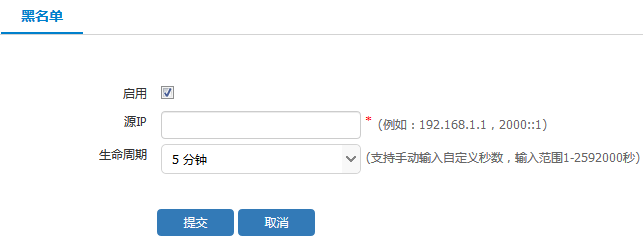 黑名单
启用
源IP * (例如：192.168.1.1，2000::1)
生命周期 5 分钟 (支持手动输入自定义秒数，输入范围1-2592000秒)
提交 取消